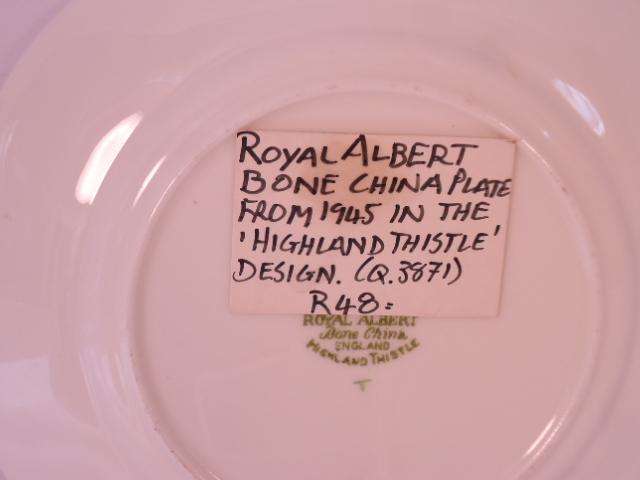 ROYAL ALBERT
BONE CHINA PLATE
FROM 1945 IN THE
'HIGHLAND THISTLE'
DESIGN. (Q.3871)
R48=
ROYAL ALBERT
Bone China
ENGLAND
HIGHLAND THISTLE
T